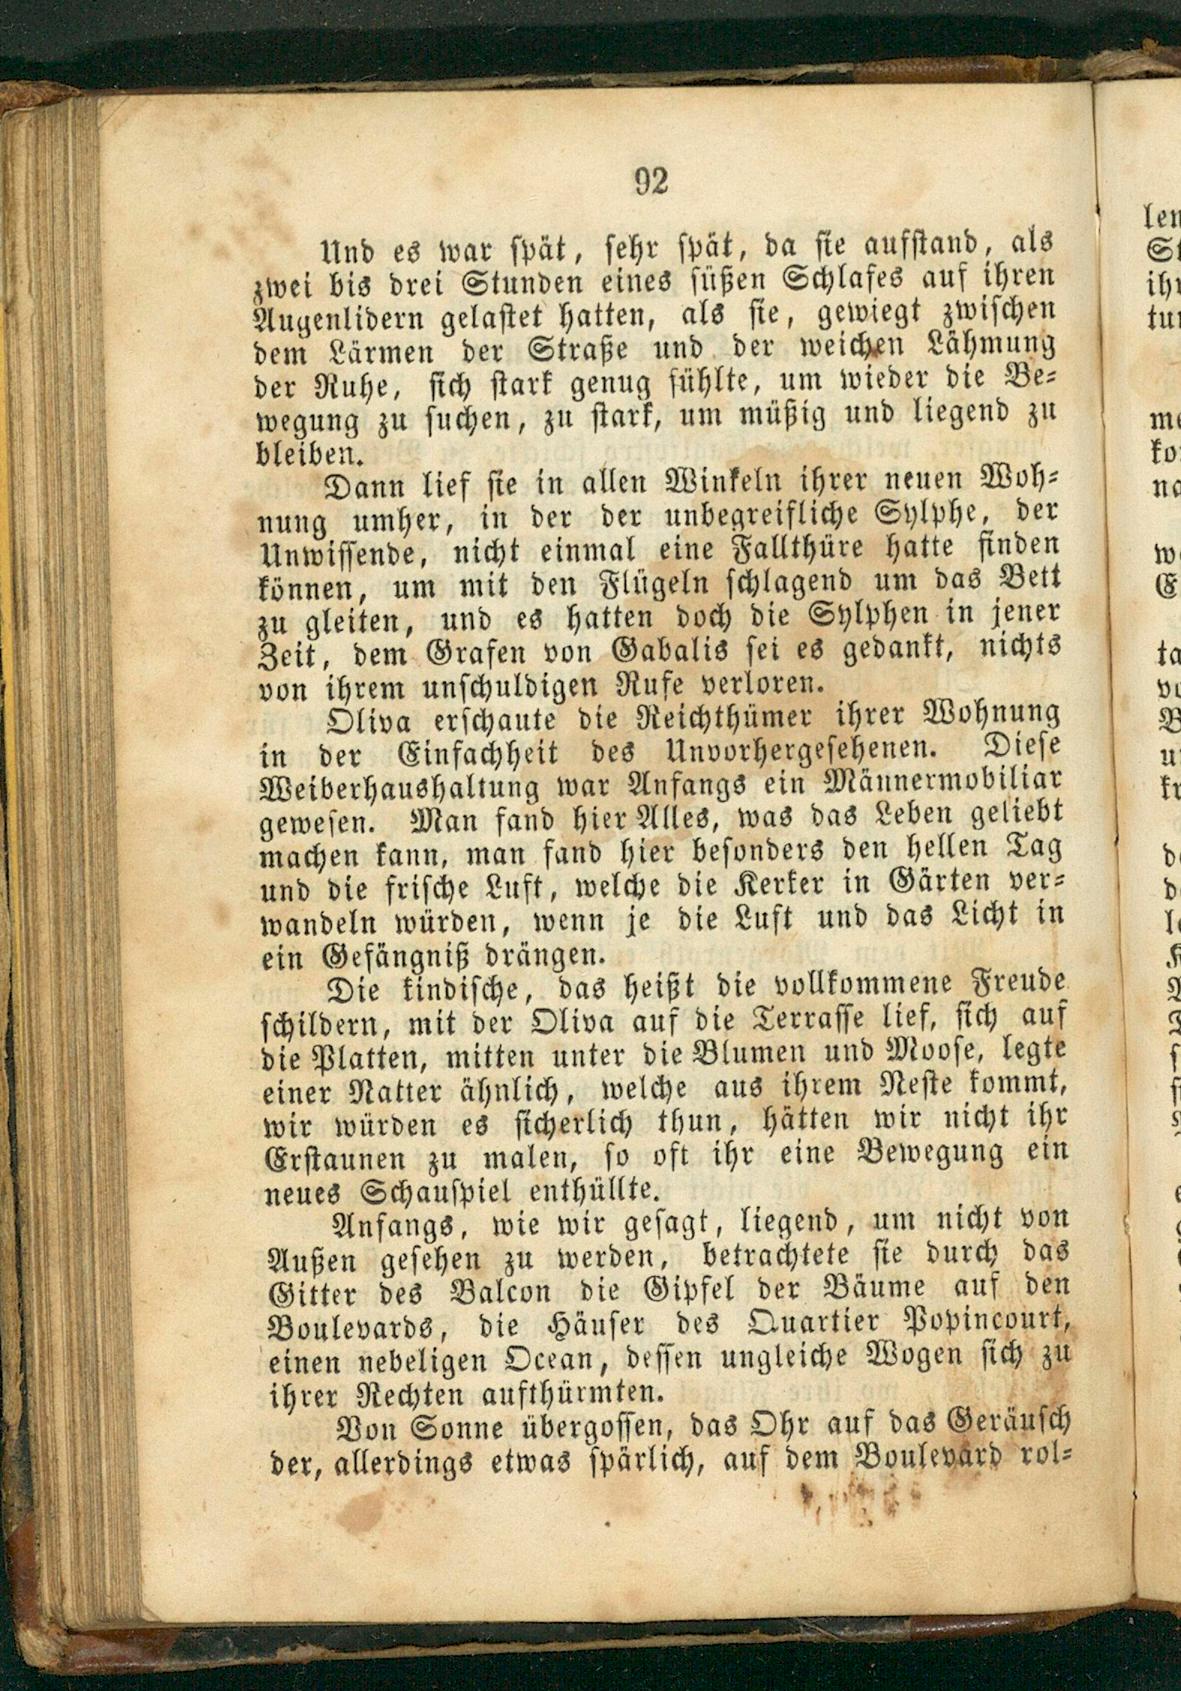 92
Und es war spät, sehr spät, da sie aufstand, als
zwei bis drei Stunden eines süßen Schlafes auf ihren
Augenlidern gelastet hatten, als sie, gewiegt zwischen
dem Lärmen der Straße und der weichen Lähmung
der Ruhe, sich stark genug fühlte, um wieder die Be-
wegung zu suchen, zu stark, um müßig und liegend zu
bleiben.
Dann lief sie in allen Winkeln ihrer neuen Woh-
nung umher, in der der unbegreifliche Sylphe, der
Unwissende, nicht einmal eine Fallthüre hatte finden
können, um mit den Flügeln schlagend um das Bett
zu gleiten, und es hatten doch die Sylphen in jener
Zeit, dem Grafen von Gabalis sei es gedankt, nichts
von ihrem unschuldigen Rufe verloren.
Oliva erschaute die Reichthümer ihrer Wohnung
in der Einfachheit des Unvorhergesehenen. Diese
Weiberhaushaltung war Anfangs ein Männermobiliar
gewesen. Man fand hier Alles, was das Leben geliebt
machen kann, man fand hier besonders den hellen Tag
und die frische Luft, welche die Kerker in Gärten ver-
wandeln würden, wenn je die Luft und das Licht in
ein Gefängniß drängen.
Die kindische, das heißt die vollkommene Freude
schildern, mit der Oliva auf die Terrasse lief, sich auf
die Platten, mitten unter die Blumen und Moose, legte
einer Natter ähnlich, welche aus ihrem Neste kommt,
wir würden es sicherlich thun, hätten wir nicht ihr
Erstaunen zu malen, so oft ihr eine Bewegung ein
neues Schauspiel enthüllte.
Anfangs, wie wir gesagt, liegend, um nicht von
Außen gesehen zu werden, betrachtete sie durch das
Gitter des Balcon die Gipfel der Bäume auf den
Boulevards, die Häuser des Quartier Popincourt,
einen nebeligen Ocean, dessen ungleiche Wogen sich zu
ihrer Rechten aufthürmten.
Von Sonne übergossen, das Ohr auf das Geräusch
der, allerdings etwas spärlich, auf dem Boulevard rol-